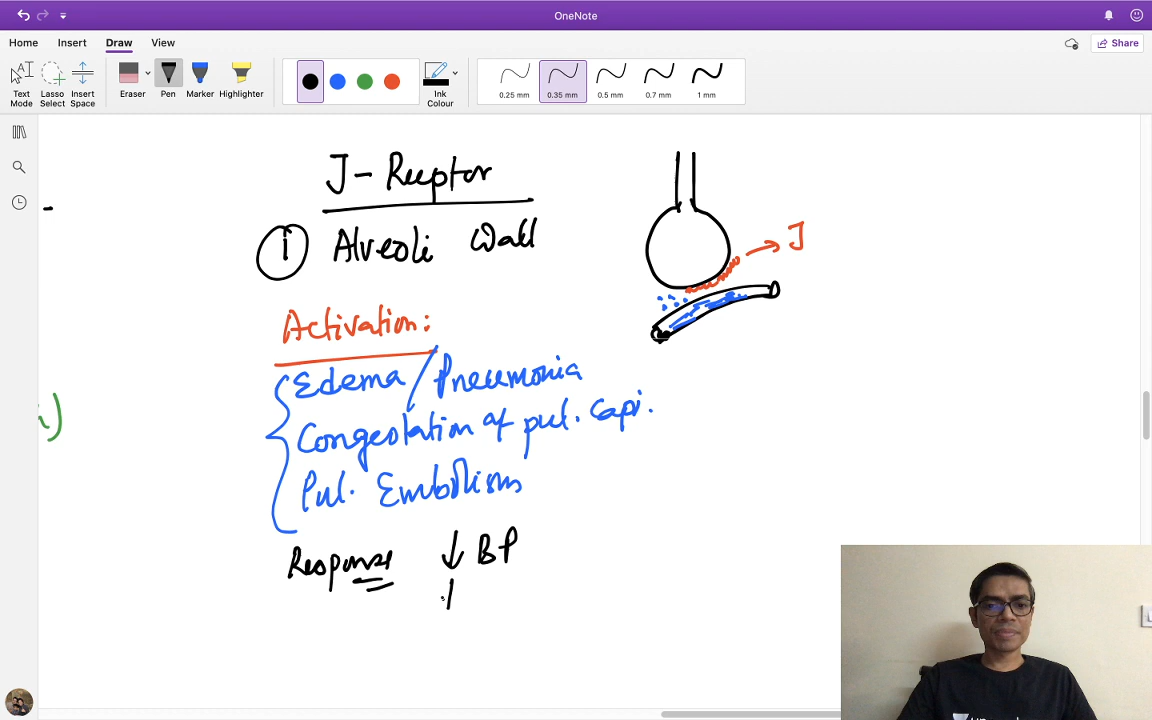 OneNote
Home Insert Draw View
Share
Text Mode
Lasso Select
Insert Space
Eraser
Pen
Marker
Highlighter
Ink Colour
0.25 mm
0.35 mm
0.5 mm
0.7 mm
1 mm
J- Reeptor
① Alveoli Wall
J
Activation:
Edema / Pneumonia
Congestation of pul. Capi.
Pul. Embolism
Response ↓ BP